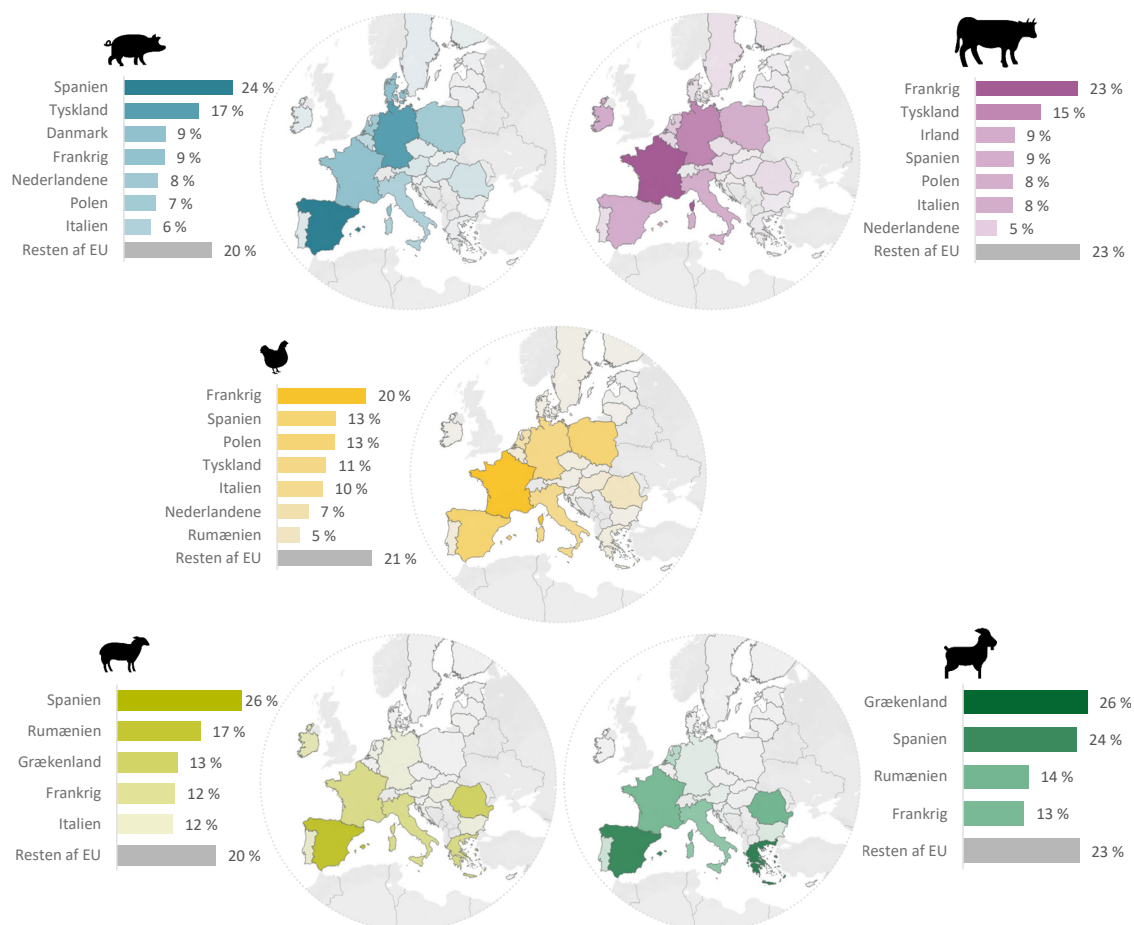 Spanien 24 %
Tyskland 17 %
Danmark 9 %
Frankrig 9 %
Nederlandene 8 %
Polen 7 %
Italien 6 %
Resten af EU 20 %
Frankrig 23 %
Tyskland 15 %
Irland 9 %
Spanien 9 %
Polen 8 %
Italien 8 %
Nederlandene 5 %
Resten af EU 23 %
Frankrig 20 %
Spanien 13 %
Polen 13 %
Tyskland 11 %
Italien 10 %
Nederlandene 7 %
Rumænien 5 %
Resten af EU 21 %
Spanien 26 %
Rumænien 17 %
Grækenland 13 %
Frankrig 12 %
Italien 12 %
Resten af EU 20 %
Grækenland 26 %
Spanien 24 %
Rumænien 14 %
Frankrig 13 %
Resten af EU 23 %